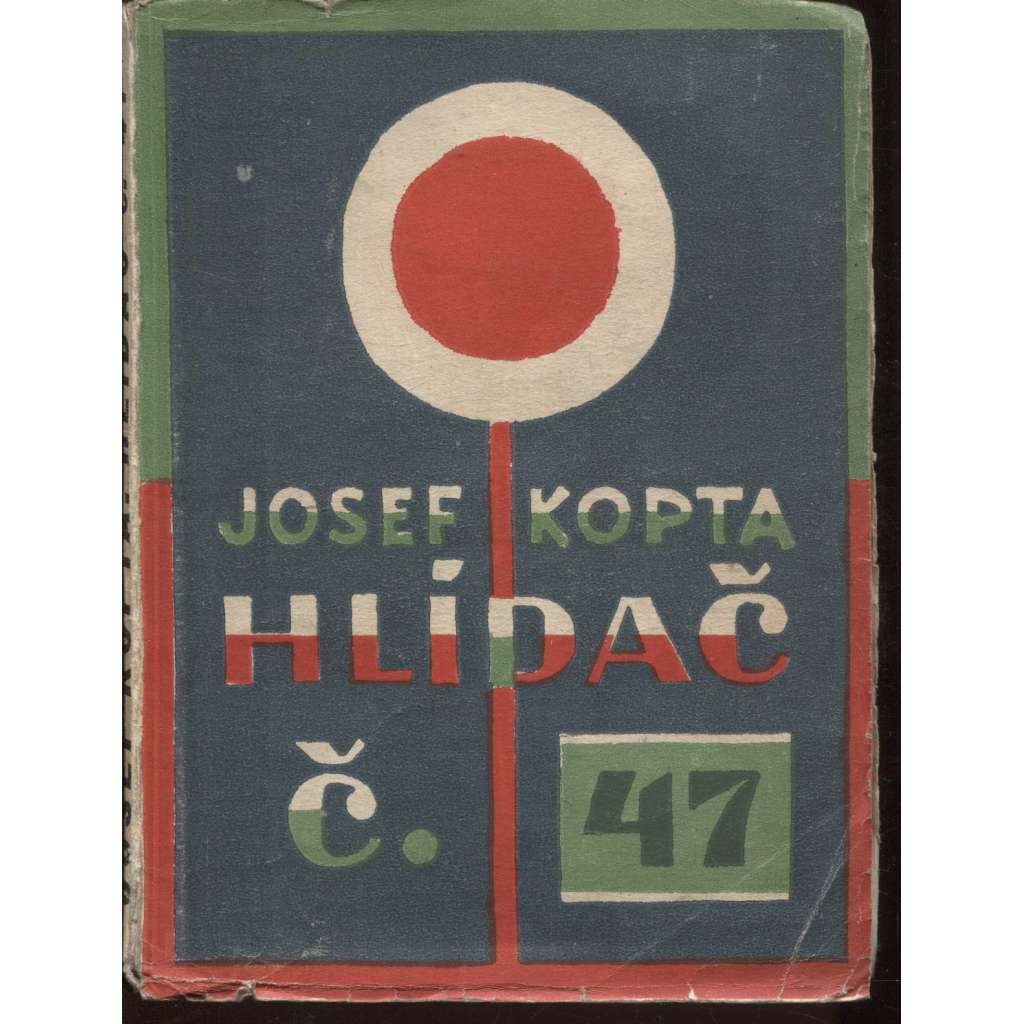 JOSEF KOPTA
HLÍDAČ
č. 47